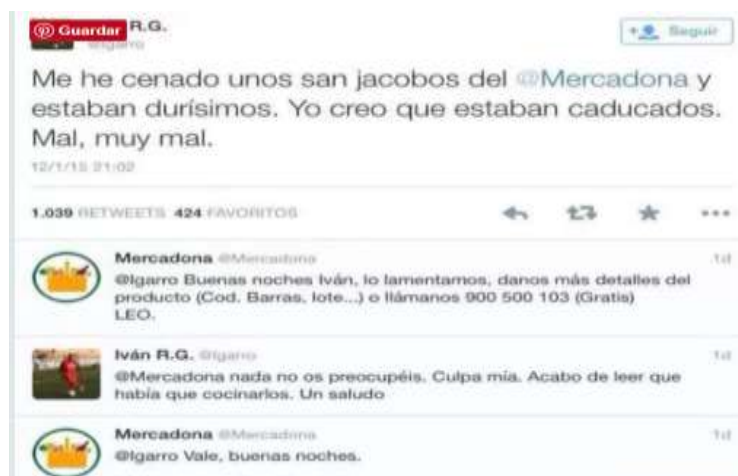 Guardar R.G.
@Igarro
Seguir
Me he cenado unos san jacobos del @Mercadona y
estaban durísimos. Yo creo que estaban caducados.
Mal, muy mal.
12/1/15 21:02
1.039 RETWEETS 424 FAVORITOS
Mercadona @Mercadona 1d
@Igarro Buenas noches Iván, lo lamentamos, danos más detalles del
producto (Cod. Barras, lote...) o llámanos 900 500 103 (Gratis)
LEO.
Iván R.G. @Igarro 1d
@Mercadona nada no os preocupéis. Culpa mía. Acabo de leer que
había que cocinarlos. Un saludo
Mercadona @Mercadona 1d
@Igarro Vale, buenas noches.